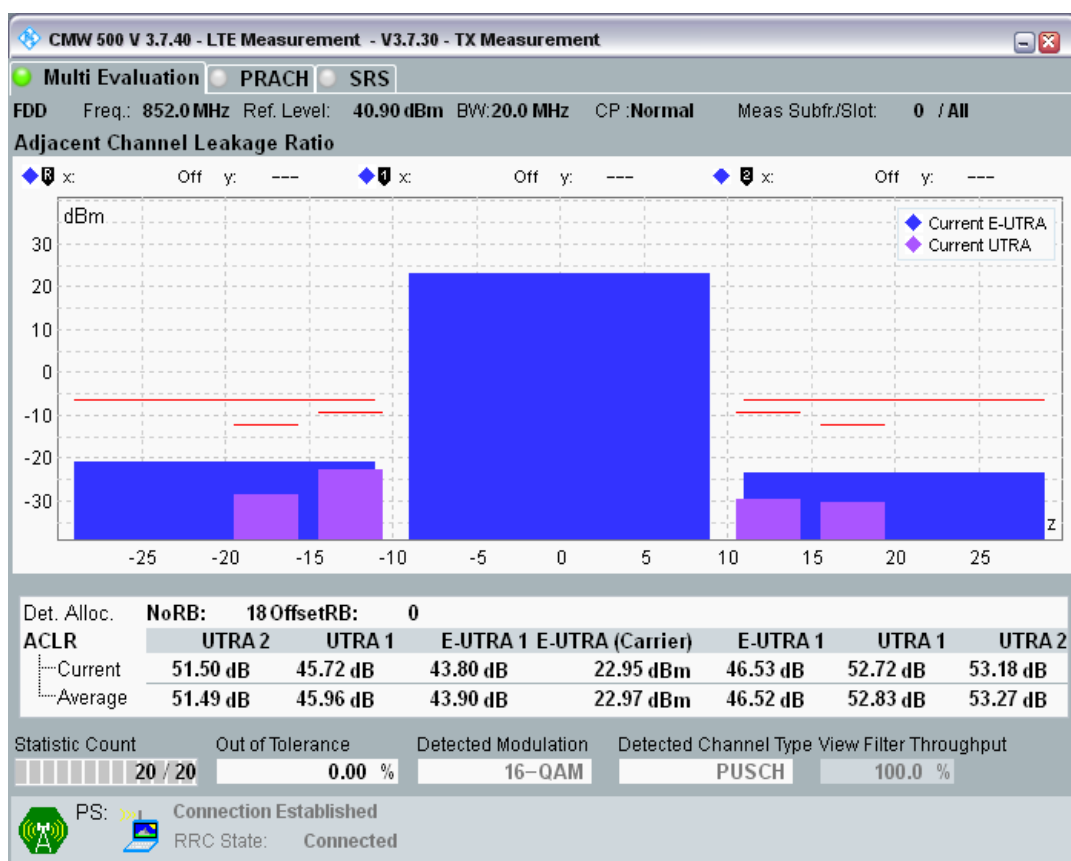 CMW 500 V 3.7.40 - LTE Measurement - V3.7.30 - TX Measurement
Multi Evaluation PRACH SRS
FDD Freq.: 852.0 MHz Ref. Level: 40.90 dBm BW:20.0 MHz CP :Normal Meas Subfr./Slot: 0 / All
Adjacent Channel Leakage Ratio
R x: Off y: --- 1 x: Off y: --- 2 x: Off y: ---
dBm
Current E-UTRA
Current UTRA
30
20
10
0
-10
-20
-30
z
-25 -20 -15 -10 -5 0 5 10 15 20 25
Det. Alloc. NoRB: 18 OffsetRB: 0
ACLR UTRA 2 UTRA 1 E-UTRA 1 E-UTRA (Carrier) E-UTRA 1 UTRA 1 UTRA 2
Current 51.50 dB 45.72 dB 43.80 dB 22.95 dBm 46.53 dB 52.72 dB 53.18 dB
Average 51.49 dB 45.96 dB 43.90 dB 22.97 dBm 46.52 dB 52.83 dB 53.27 dB
Statistic Count Out of Tolerance Detected Modulation Detected Channel Type View Filter Throughput
20 / 20 0.00 % 16-QAM PUSCH 100.0 %
PS: Connection Established
RRC State: Connected